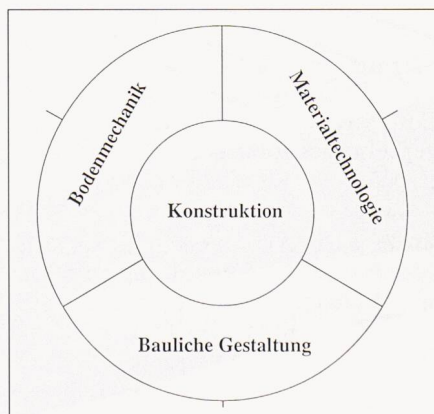 Bodenmechanik
Materialtechnologie
Konstruktion
Bauliche Gestaltung